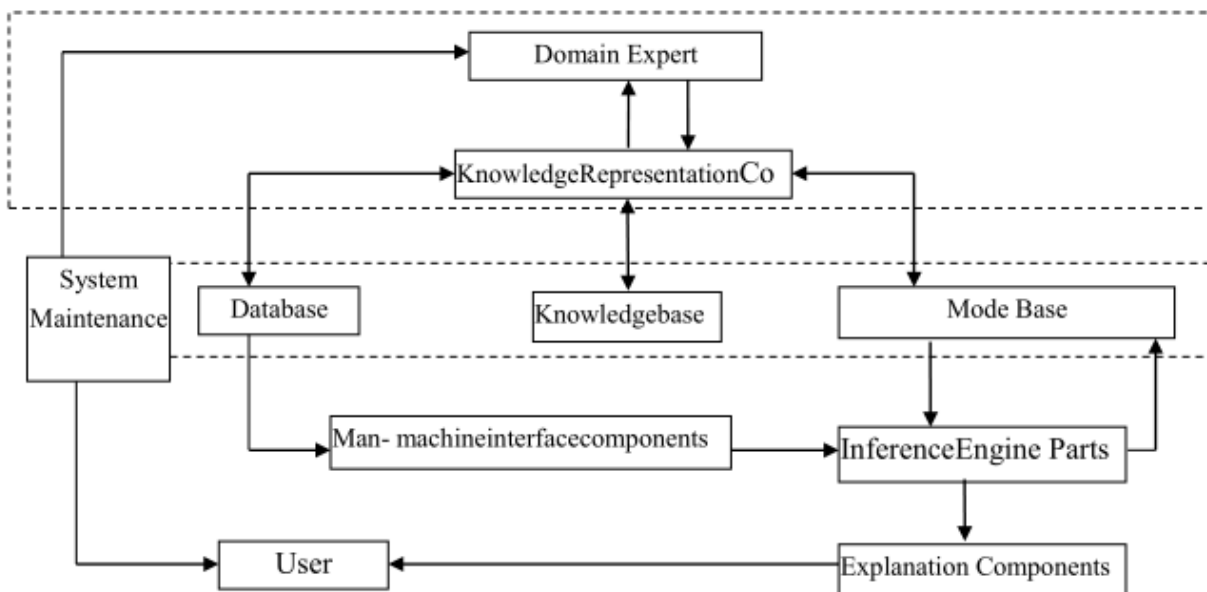 Domain Expert
KnowledgeRepresentationCo
System
Maintenance
Database
Knowledgebase
Mode Base
Man- machineinterfacecomponents
InferenceEngine Parts
User
Explanation Components